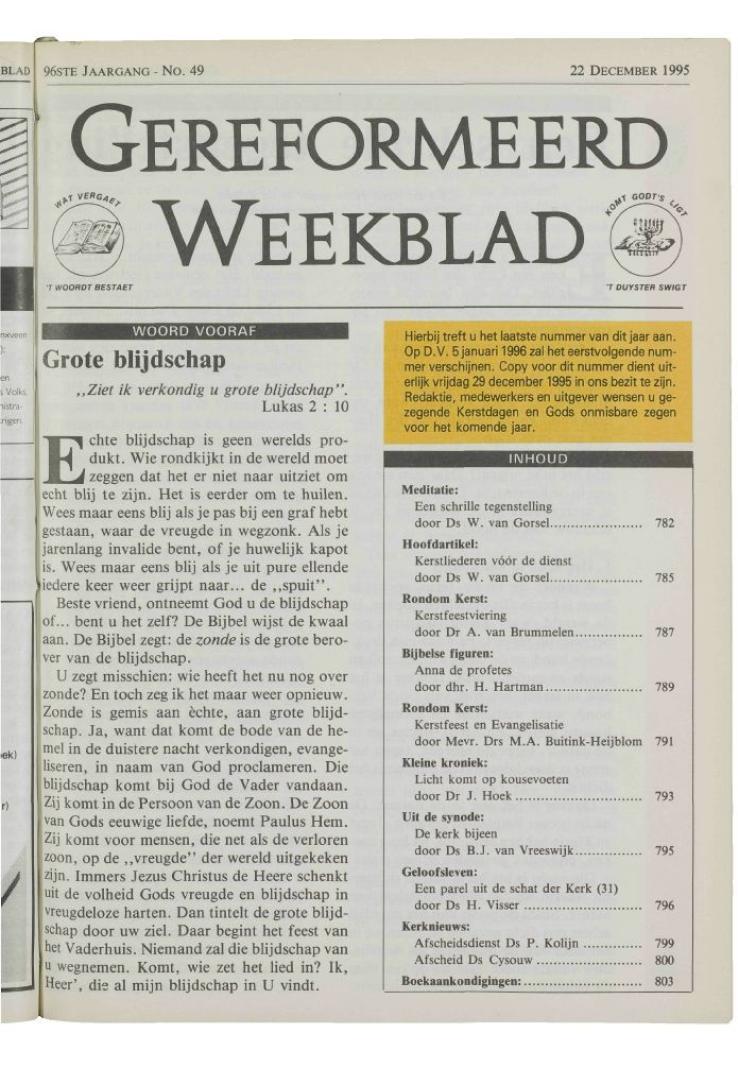 BLAD
nxveen
):
en
s Volks
nistra-
krigen.
ek)
r)
96STE JAARGANG - NO. 49
22 DECEMBER 1995
GEREFORMEERD
WEEKBLAD
WAT VERGAET
'T WOORDT BESTAET
KOMT GODT'S LIGT
'T DUYSTER SWIGT
WOORD VOORAF
Grote blijdschap
,,Ziet ik verkondig u grote blijdschap''.
Lukas 2 : 10
Echte blijdschap is geen werelds pro-
dukt. Wie rondkijkt in de wereld moet
zeggen dat het er niet naar uitziet om
echt blij te zijn. Het is eerder om te huilen.
Wees maar eens blij als je pas bij een graf hebt
gestaan, waar de vreugde in wegzonk. Als je
jarenlang invalide bent, of je huwelijk kapot
is. Wees maar eens blij als je uit pure ellende
iedere keer weer grijpt naar... de ,,spuit''.
Beste vriend, ontneemt God u de blijdschap
of... bent u het zelf? De Bijbel wijst de kwaal
aan. De Bijbel zegt: de zonde is de grote bero-
ver van de blijdschap.
U zegt misschien: wie heeft het nu nog over
zonde? En toch zeg ik het maar weer opnieuw.
Zonde is gemis aan èchte, aan grote blijd-
schap. Ja, want dat komt de bode van de he-
mel in de duistere nacht verkondigen, evange-
liseren, in naam van God proclameren. Die
blijdschap komt bij God de Vader vandaan.
Zij komt in de Persoon van de Zoon. De Zoon
van Gods eeuwige liefde, noemt Paulus Hem.
Zij komt voor mensen, die net als de verloren
zoon, op de ,,vreugde'' der wereld uitgekeken
zijn. Immers Jezus Christus de Heere schenkt
uit de volheid Gods vreugde en blijdschap in
vreugdeloze harten. Dan tintelt de grote blijd-
schap door uw ziel. Daar begint het feest van
het Vaderhuis. Niemand zal die blijdschap van
u wegnemen. Komt, wie zet het lied in? Ik,
Heer', die al mijn blijdschap in U vindt.
Hierbij treft u het laatste nummer van dit jaar aan.
Op D.V. 5 januari 1996 zal het eerstvolgende num-
mer verschijnen. Copy voor dit nummer dient uit-
erlijk vrijdag 29 december 1995 in ons bezit te zijn.
Redaktie, medewerkers en uitgever wensen u ge-
zegende Kerstdagen en Gods onmisbare zegen
voor het komende jaar.
INHOUD
Meditatie:
Een schrille tegenstelling
door Ds W. van Gorsel...................... 782
Hoofdartikel:
Kerstliederen vóór de dienst
door Ds W. van Gorsel...................... 785
Rondom Kerst:
Kerstfeestviering
door Dr A. van Brummelen................ 787
Bijbelse figuren:
Anna de profetes
door dhr. H. Hartman....................... 789
Rondom Kerst:
Kerstfeest en Evangelisatie
door Mevr. Drs M.A. Buitink-Heijblom 791
Kleine kroniek:
Licht komt op kousevoeten
door Dr J. Hoek .............................. 793
Uit de synode:
De kerk bijeen
door Ds B.J. van Vreeswijk................ 795
Geloofsleven:
Een parel uit de schat der Kerk (31)
door Ds H. Visser ........................... 796
Kerknieuws:
Afscheidsdienst Ds P. Kolijn .............. 799
Afscheid Ds Cysouw ......................... 800
Boekaankondigingen: ............................ 803